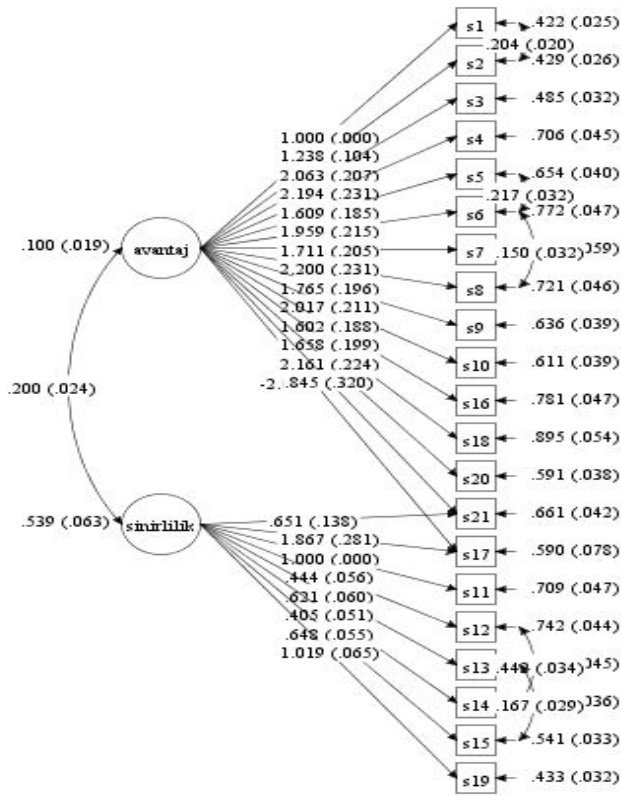 s1 .422 (.025)
.204 (.020)
s2 .429 (.026)
s3 .485 (.032)
s4 .706 (.045)
s5 .654 (.040)
.217 (.032)
s6 .772 (.047)
s7 .150 (.032)
s8 .721 (.046)
s9 .636 (.039)
s10 .611 (.039)
s16 .781 (.047)
s18 .895 (.054)
s20 .591 (.038)
s21 .661 (.042)
s17 .590 (.078)
s11 .709 (.047)
s12 .742 (.044)
s13 (.034)
s14 .167 (.029)
s15 .541 (.033)
s19 .433 (.032)
1.000 (.000)
1.238 (.104)
2.063 (.207)
2.194 (.231)
1.609 (.185)
1.959 (.215)
1.711 (.205)
2.200 (.231)
1.765 (.196)
2.017 (.211)
1.602 (.188)
1.658 (.199)
2.161 (.224)
.845 (.320)
.100 (.019)
avantaj
.200 (.024)
.539 (.063)
sinirlilik
.651 (.138)
1.867 (.281)
1.000 (.000)
.444 (.056)
.621 (.060)
.405 (.051)
.648 (.055)
1.019 (.065)